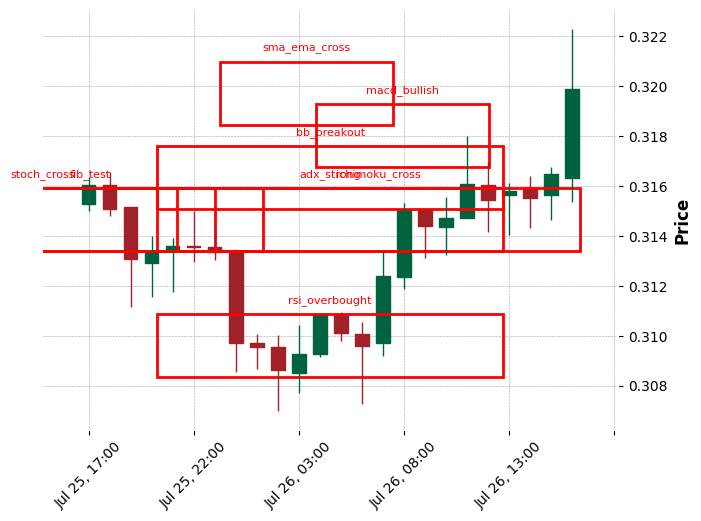 sma_ema_cross
macd_bullish
bb_breakout
stoch_cross
fib_test
adx_strong
ichimoku_cross
rsi_overbought
0.322
0.320
0.318
0.316
0.314
0.312
0.310
0.308
Price
Jul 25, 17:00
Jul 25, 22:00
Jul 26, 03:00
Jul 26, 08:00
Jul 26, 13:00